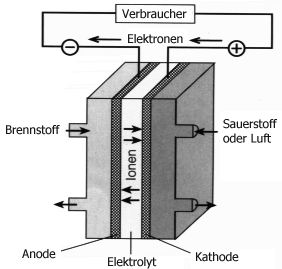 Verbraucher
Elektronen
−
+
Brennstoff
Sauerstoff
oder Luft
Ionen
Anode
Elektrolyt
Kathode